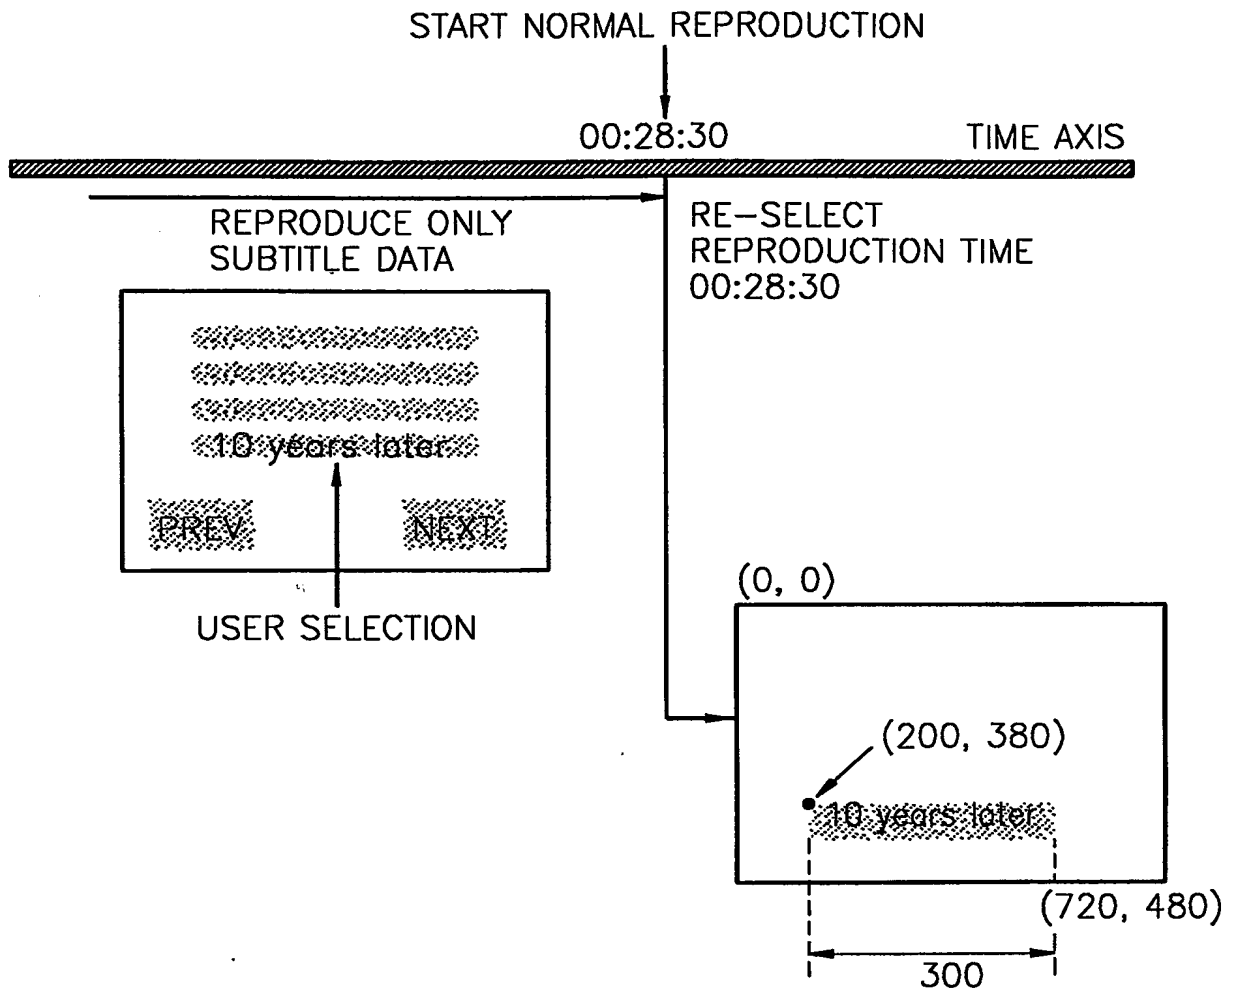 START NORMAL REPRODUCTION
00:28:30
TIME AXIS
REPRODUCE ONLY
SUBTITLE DATA
RE-SELECT
REPRODUCTION TIME
00:28:30
10 years later
PREV
NEXT
USER SELECTION
(0, 0)
(200, 380)
10 years later
(720, 480)
300